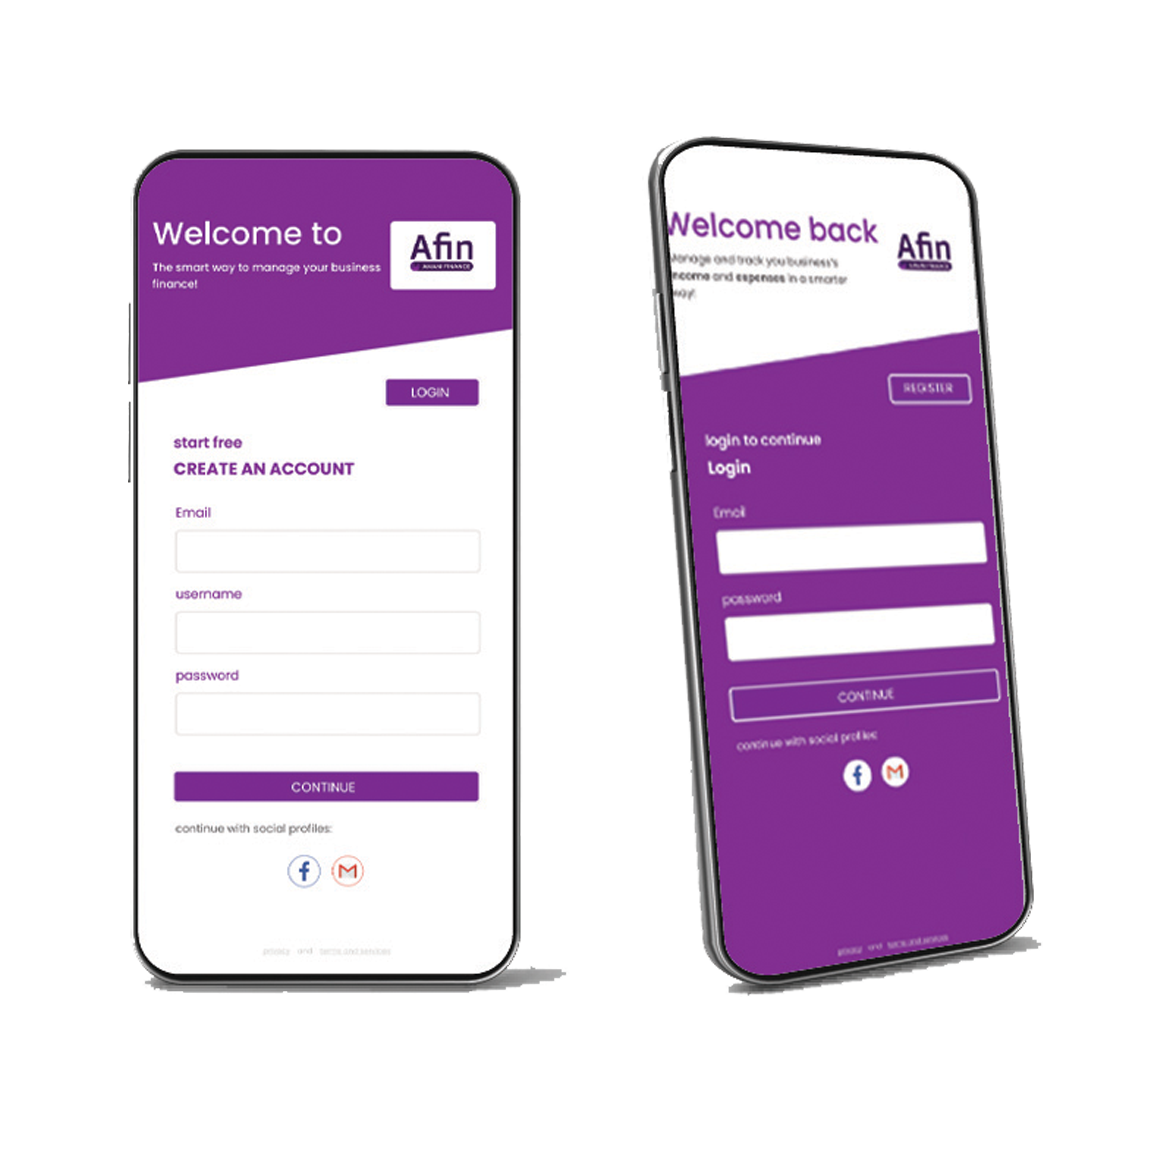 Welcome to
Afin
The smart way to manage your business
finance!
LOGIN
start free
CREATE AN ACCOUNT
Email
username
password
CONTINUE
continue with social profiles:
privacy and terms and services
Welcome back
Afin
Manage and track you business's
income and expenses in a smarter
way!
REGISTER
login to continue
Login
Email
password
CONTINUE
continue with social profiles:
privacy and terms and services